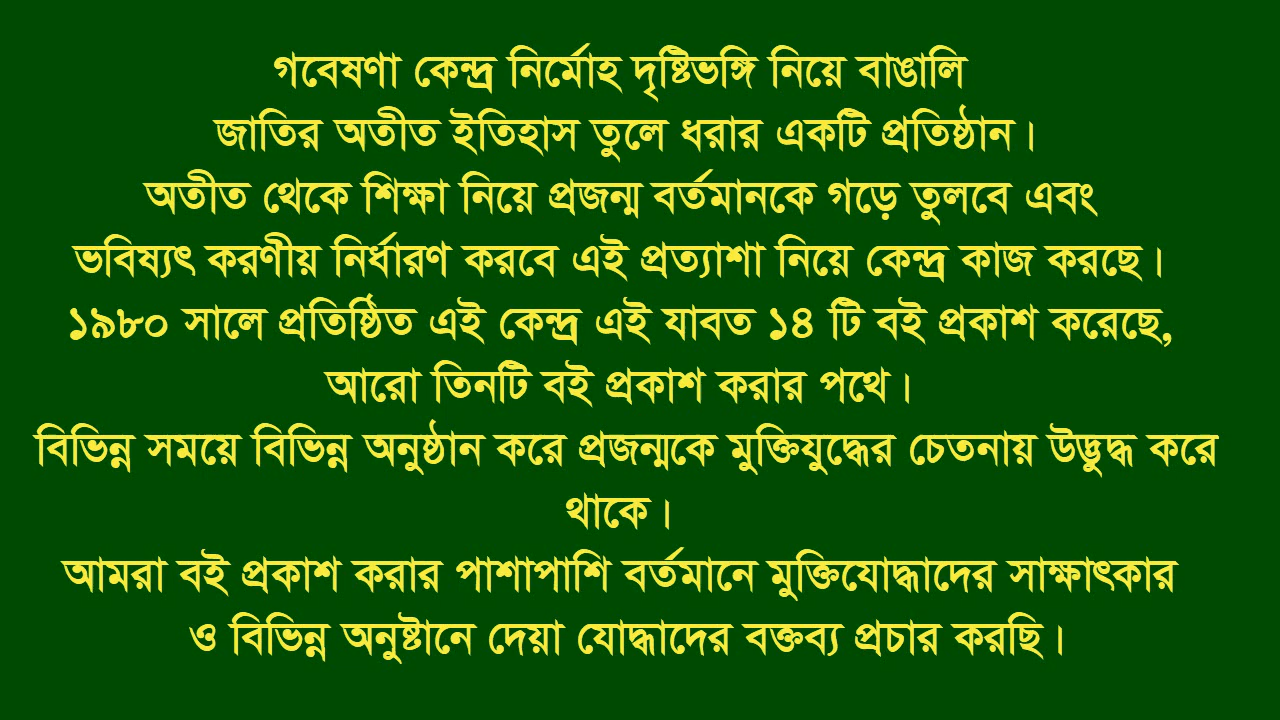 গবেষণা কেন্দ্র নির্মোহ দৃষ্টিভঙ্গি নিয়ে বাঙালি
জাতির অতীত ইতিহাস তুলে ধরার একটি প্রতিষ্ঠান।
অতীত থেকে শিক্ষা নিয়ে প্রজন্ম বর্তমানকে গড়ে তুলবে এবং
ভবিষ্যৎ করণীয় নির্ধারণ করবে এই প্রত্যাশা নিয়ে কেন্দ্র কাজ করছে।
১৯৮০ সালে প্রতিষ্ঠিত এই কেন্দ্র এই যাবত ১৪ টি বই প্রকাশ করেছে,
আরো তিনটি বই প্রকাশ করার পথে।
বিভিন্ন সময়ে বিভিন্ন অনুষ্ঠান করে প্রজন্মকে মুক্তিযুদ্ধের চেতনায় উদ্ভুদ্ধ করে
থাকে।
আমরা বই প্রকাশ করার পাশাপাশি বর্তমানে মুক্তিযোদ্ধাদের সাক্ষাৎকার
ও বিভিন্ন অনুষ্টানে দেয়া যোদ্ধাদের বক্তব্য প্রচার করছি।